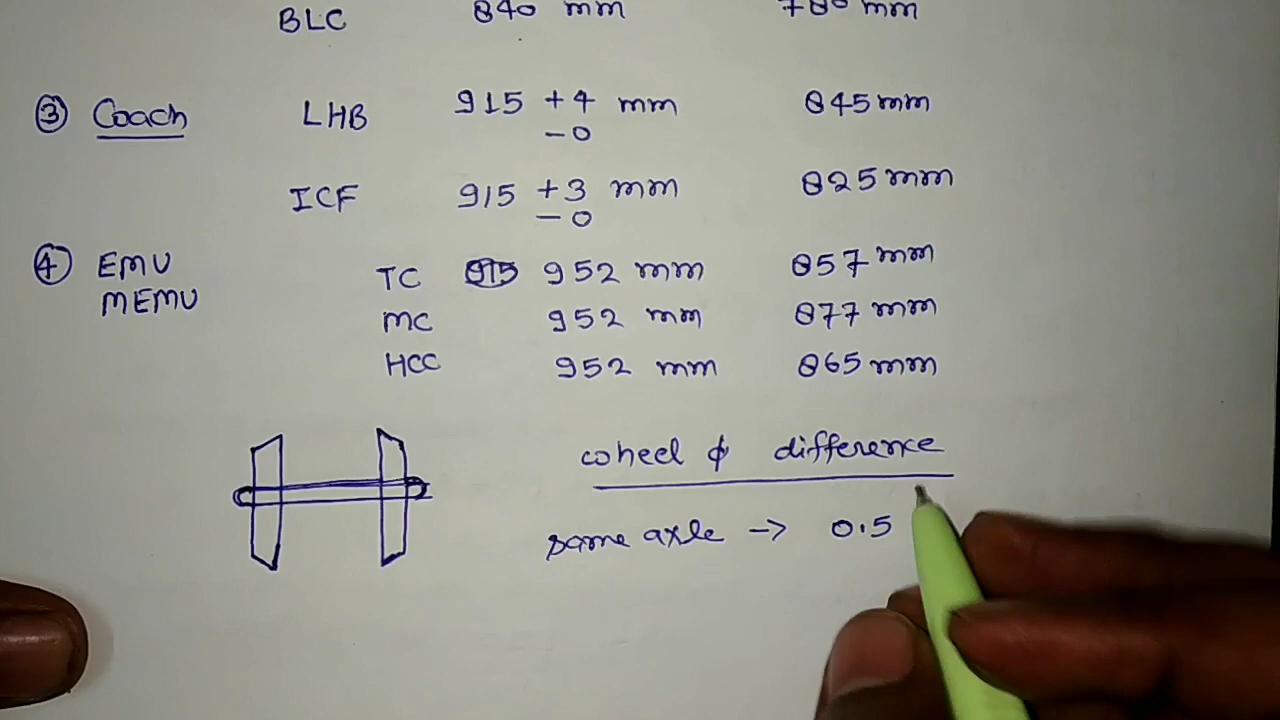 BLC 840 mm 780 mm
③ Coach LHB 915 +4 mm 845 mm
-0
ICF 915 +3 mm 825 mm
-0
④ EMU TC 952 mm 857 mm
MEMU MC 952 mm 877 mm
HCC 952 mm 865 mm
wheel ϕ difference
same axle -> 0.5